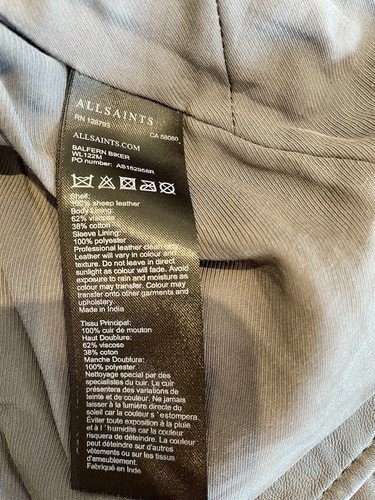 ALLSAINTS
RN 128793 CA 58080
ALLSAINTS.COM
BALFERN BIKER
WL122M
PO number: AS152958R
Shell:
100% sheep leather
Body Lining:
62% viscose
38% cotton
Sleeve Lining:
100% polyester
Professional leather clean only.
Leather will vary in colour and
texture. Do not leave in direct
sunlight as colour will fade. Avoid
exposure to rain and moisture as
colour may transfer. Colour may
transfer onto other garments and
upholstery.
Made in India
Tissu Principal:
100% cuir de mouton
Haut Doublure:
62% viscose
38% coton
Manche Doublure:
100% polyester
Nettoyage special par des
specialistes du cuir. Le cuir
présentera des variations de
teinte et de couleur. Ne jamais
laisser à la lumière directe du
soleil car la couleur s'estompera.
Éviter toute exposition à la pluie
et à l'humidité car la couleur
risquera de déteindre. La couleur
peut déteindre sur d'autres
vêtements ou sur les tissus
d'ameublement.
Fabriqué en Inde